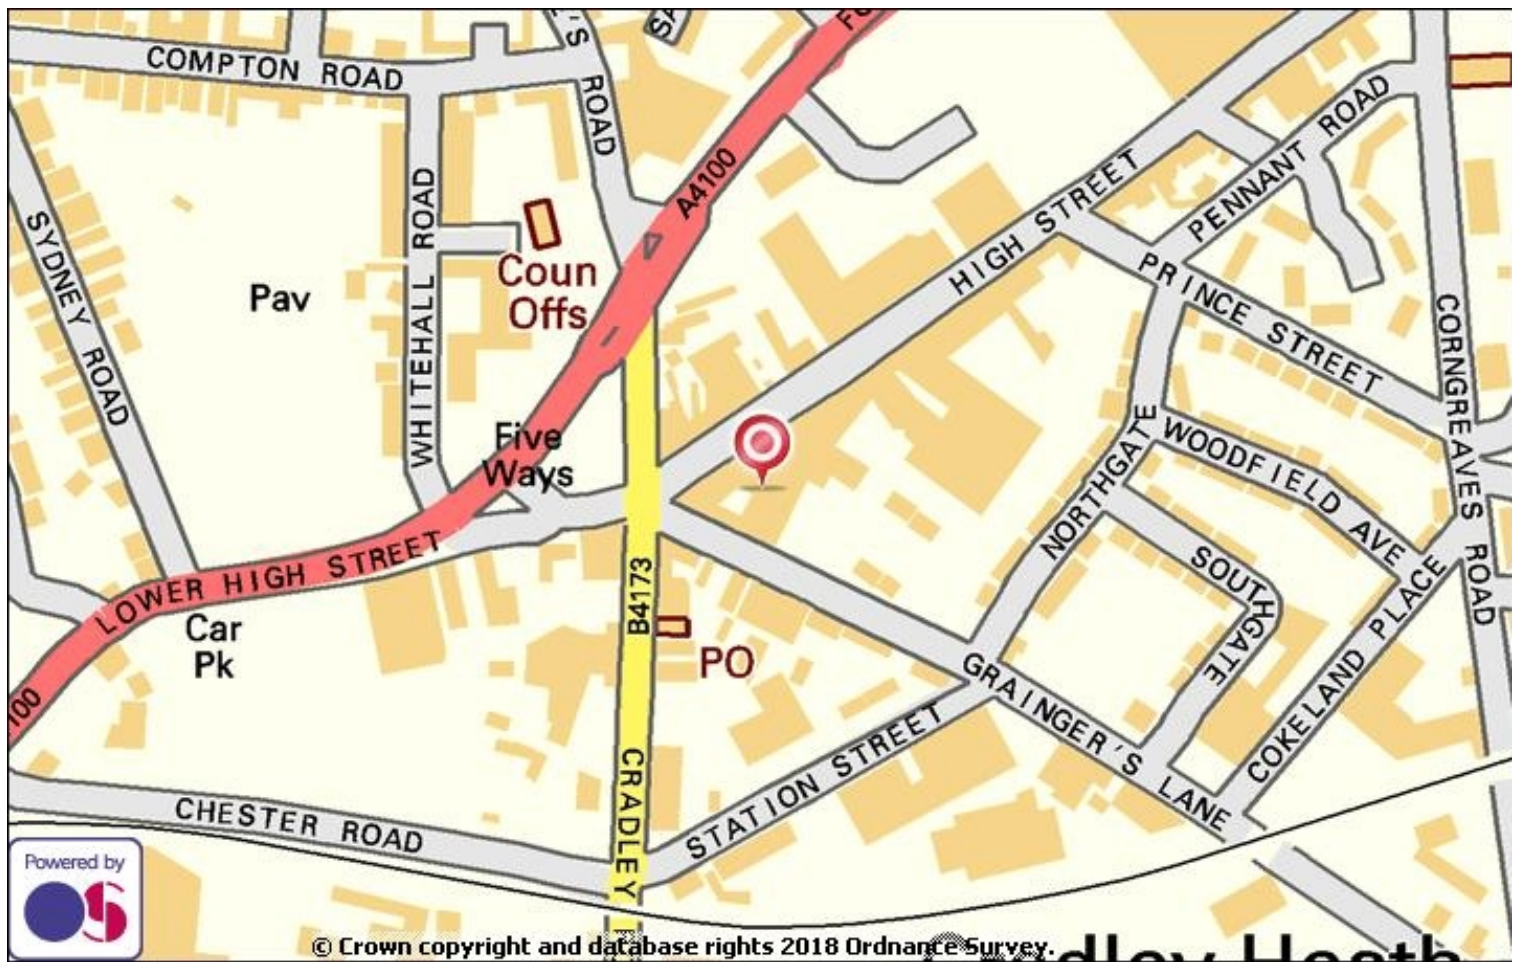 COMPTON ROAD
'S
ROAD
A4100
SYDNEY ROAD
WHITEHALL ROAD
Pav
Coun
Offs
Five
Ways
HIGH STREET
PENNANT ROAD
PRINCE STREET
CORNGREAVES ROAD
NORTHGATE
WOODFIELD AVE
SOUTHGATE
COKELAND PLACE
LOWER HIGH STREET
Car
Pk
100
B4173
PO
CRADLEY
GRAINGER'S LANE
STATION STREET
CHESTER ROAD
Powered by
OS
© Crown copyright and database rights 2018 Ordnance Survey.